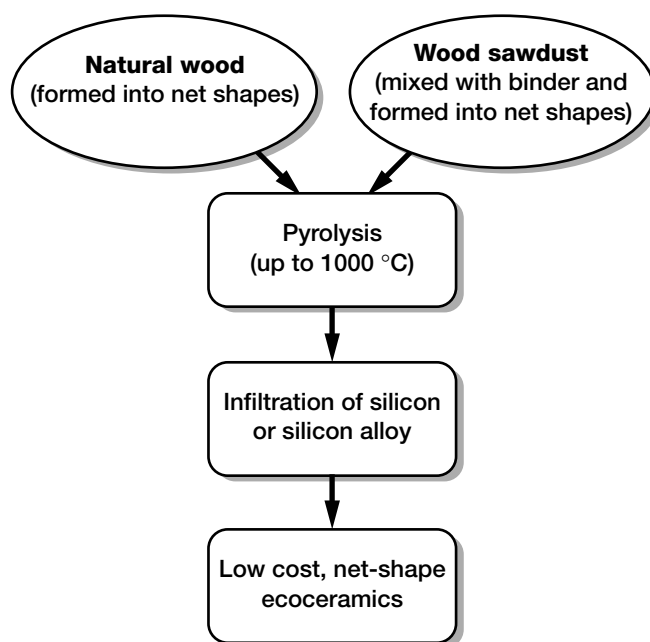 Natural wood
(formed into net shapes)
Wood sawdust
(mixed with binder and
formed into net shapes)
Pyrolysis
(up to 1000 °C)
Infiltration of silicon
or silicon alloy
Low cost, net-shape
ecoceramics